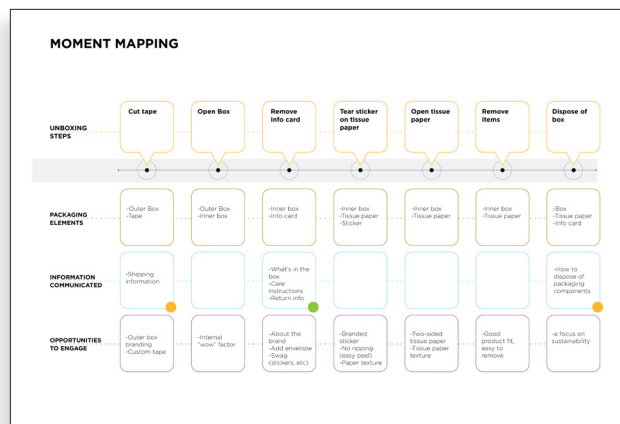 MOMENT MAPPING
UNBOXING
STEPS
Cut tape
Open Box
Remove
Info card
Tear sticker
on tissue
paper
Open tissue
paper
Remove
items
Dispose of
box
PACKAGING
ELEMENTS
-Outer Box
-Tape
-Outer Box
-Inner box
-Inner box
-Info card
-Inner box
-Tissue paper
-Sticker
-Inner box
-Tissue paper
-Inner box
-Tissue paper
-Box
-Tissue paper
-Info card
INFORMATION
COMMUNICATED
-Shipping
information
-What's in the
box
-Care
instructions
-Return info
-How to
dispose of
packaging
components
OPPORTUNITIES
TO ENGAGE
-Outer box
branding
-Custom tape
-Internal
"wow" factor
-About the
brand
-Add envelope
-Swag
(stickers, etc)
-Branded
sticker
-No ripping
(easy peel)
-Paper texture
-Two-sided
tissue paper
-Tissue paper
texture
-Good
product fit,
easy to
remove
-a focus on
sustainability